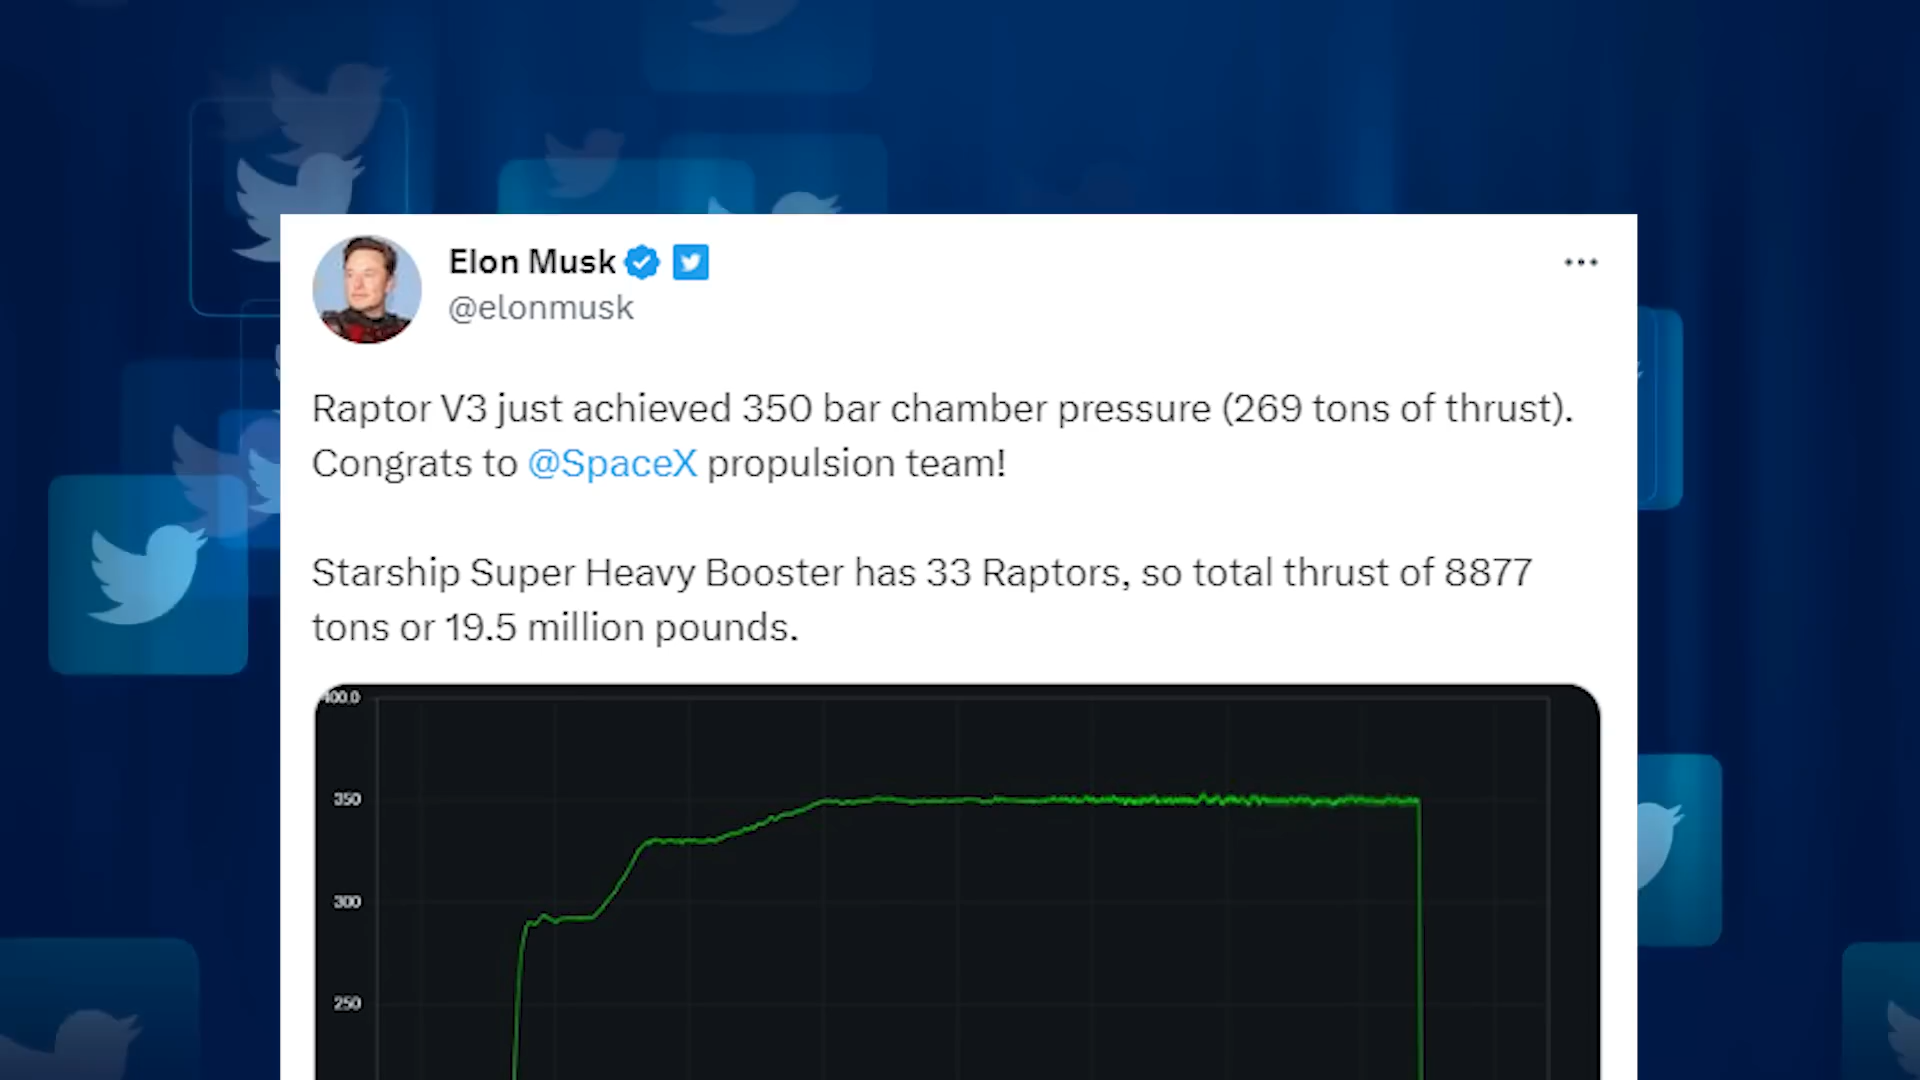 Elon Musk
@elonmusk
Raptor V3 just achieved 350 bar chamber pressure (269 tons of thrust).
Congrats to @SpaceX propulsion team!
Starship Super Heavy Booster has 33 Raptors, so total thrust of 8877
tons or 19.5 million pounds.
400.0
350
300
250